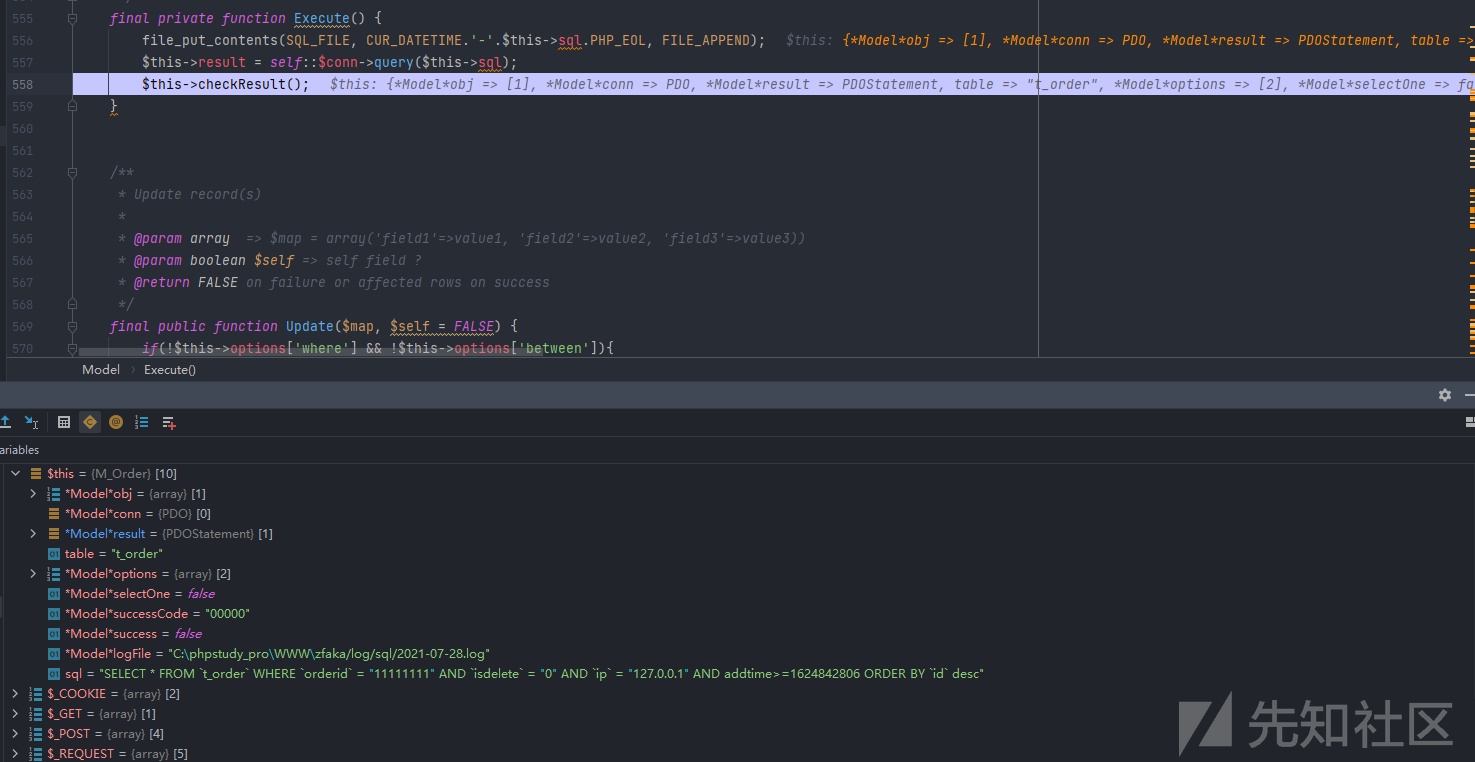 555 final private function Execute() {
556 file_put_contents(SQL_FILE, CUR_DATETIME.'-'.$this->sql.PHP_EOL, FILE_APPEND); $this: {*Model*obj => [1], *Model*conn => PDO, *Model*result => PDOStatement, table =>
557 $this->result = self::$conn->query($this->sql);
558 $this->checkResult(); $this: {*Model*obj => [1], *Model*conn => PDO, *Model*result => PDOStatement, table => "t_order", *Model*options => [2], *Model*selectOne => fa
559 }
560
561
562 /**
563 * Update record(s)
564 *
565 * @param array => $map = array('field1'=>value1, 'field2'=>value2, 'field3'=>value3))
566 * @param boolean $self => self field ?
567 * @return FALSE on failure or affected rows on success
568 */
569 final public function Update($map, $self = FALSE) {
570 if(!$this->options['where'] && !$this->options['between']){
Model › Execute()
ariables
$this = {M_Order} [10]
*Model*obj = {array} [1]
*Model*conn = {PDO} [0]
*Model*result = {PDOStatement} [1]
table = "t_order"
*Model*options = {array} [2]
*Model*selectOne = false
*Model*successCode = "00000"
*Model*success = false
*Model*logFile = "C:\phpstudy_pro\WWW\zfaka/log/sql/2021-07-28.log"
sql = "SELECT * FROM `t_order` WHERE `orderid` = "11111111" AND `isdelete` = "0" AND `ip` = "127.0.0.1" AND addtime>=1624842806 ORDER BY `id` desc"
$_COOKIE = {array} [2]
$_GET = {array} [1]
$_POST = {array} [4]
$_REQUEST = {array} [5]
先知社区